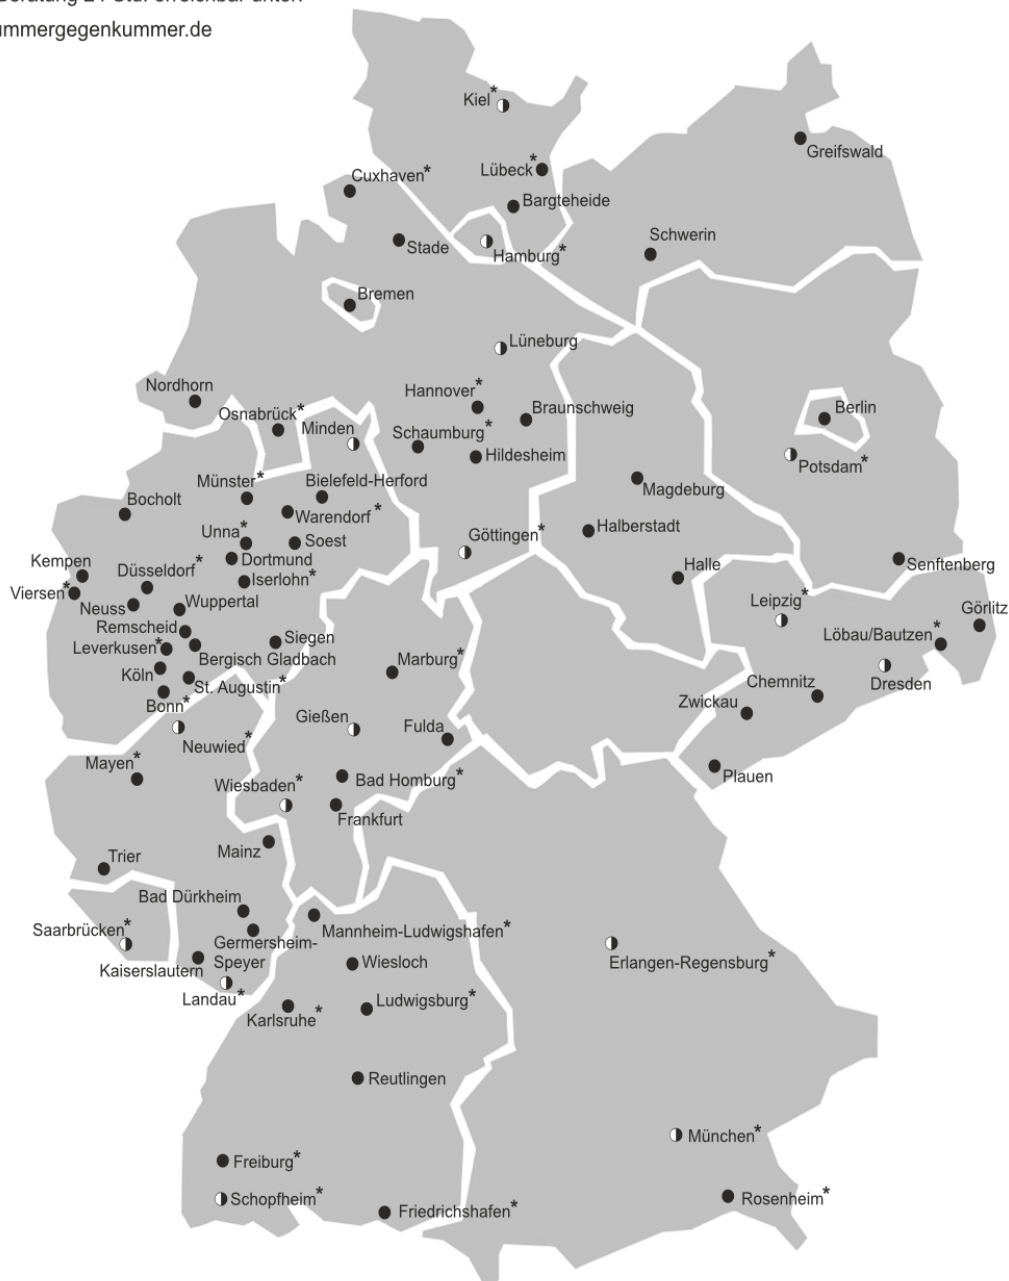 ummergegenkummer.de
Kiel*
Greifswald
Lübeck*
Cuxhaven*
Bargteheide
Schwerin
Stade
Hamburg*
Bremen
Lüneburg
Nordhorn
Hannover*
Osnabrück*
Braunschweig
Berlin
Minden
Schaumburg*
Hildesheim
Potsdam*
Münster*
Bielefeld-Herford
Magdeburg
Bocholt
Warendorf*
Halberstadt
Unna*
Soest
Göttingen*
Kempen
Dortmund
Halle
Senftenberg
Düsseldorf*
Iserlohn*
Viersen*
Neuss
Wuppertal
Leipzig*
Görlitz
Remscheid
Siegen
Löbau/Bautzen*
Leverkusen*
Bergisch Gladbach
Marburg*
Köln
St. Augustin*
Dresden
Chemnitz
Bonn*
Zwickau
Gießen
Fulda
Neuwied*
Mayen*
Plauen
Wiesbaden*
Bad Homburg*
Frankfurt
Mainz
Trier
Bad Dürkheim
Saarbrücken*
Mannheim-Ludwigshafen*
Germersheim-
Speyer
Kaiserslautern
Wiesloch
Erlangen-Regensburg*
Landau*
Ludwigsburg*
Karlsruhe*
Reutlingen
München*
Freiburg*
Schopfheim*
Rosenheim*
Friedrichshafen*